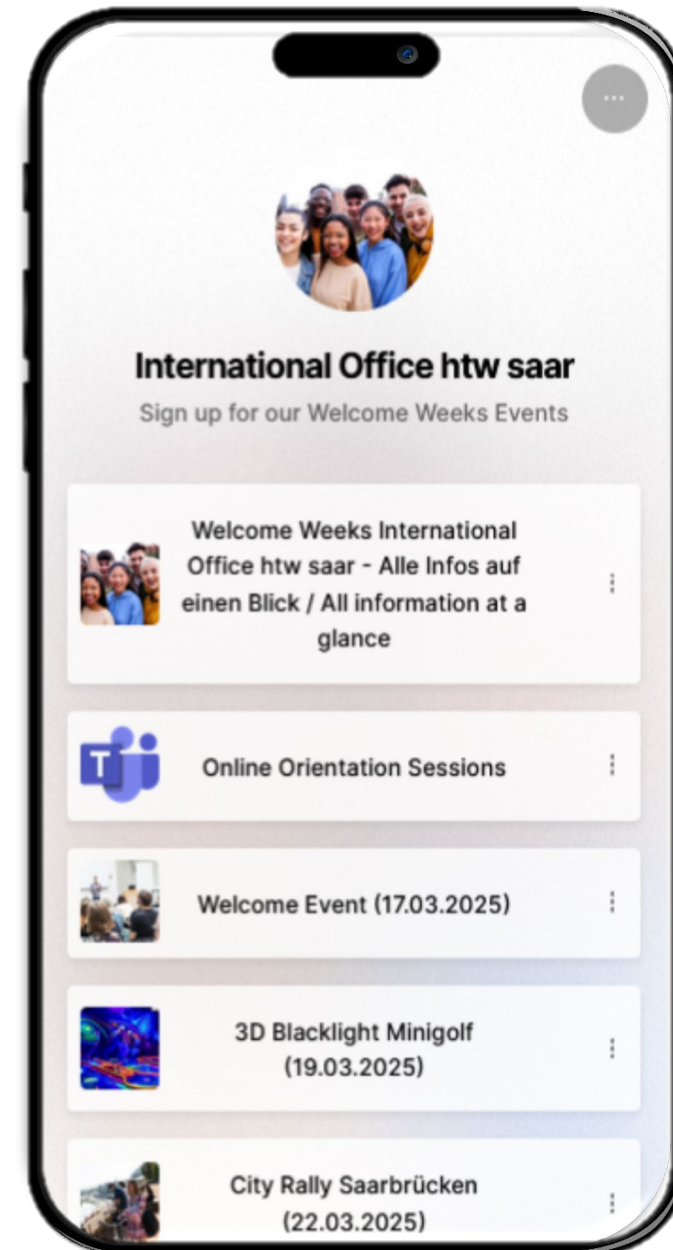 International Office htw saar
Sign up for our Welcome Weeks Events
Welcome Weeks International
Office htw saar - Alle Infos auf
einen Blick / All information at a
glance
T
Online Orientation Sessions
Welcome Event (17.03.2025)
3D Blacklight Minigolf
(19.03.2025)
City Rally Saarbrücken
(22.03.2025)